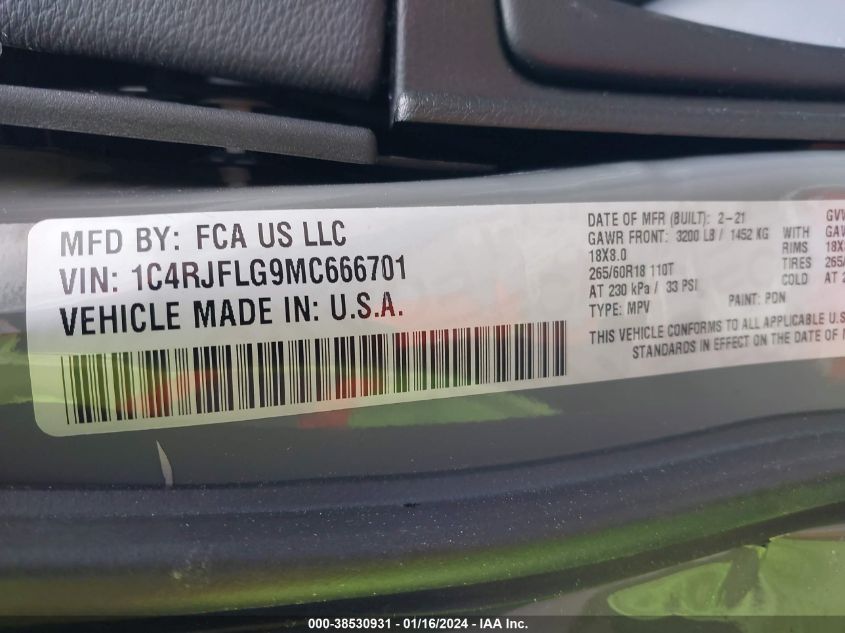 MFD BY: FCA US LLC
VIN: 1C4RJFLG9MC666701
VEHICLE MADE IN: U.S.A.
DATE OF MFR (BUILT): 2-21
GAWR FRONT: 3200 LB / 1452 KG
18X8.0
265/60R18 110T
AT 230 kPa / 33 PSI
TYPE: MPV PAINT: PDN
WITH
RIMS
TIRES
COLD
THIS VEHICLE CONFORMS TO ALL APPLICABLE U.S
STANDARDS IN EFFECT ON THE DATE OF
000-38530931 - 01/16/2024 - IAA Inc.